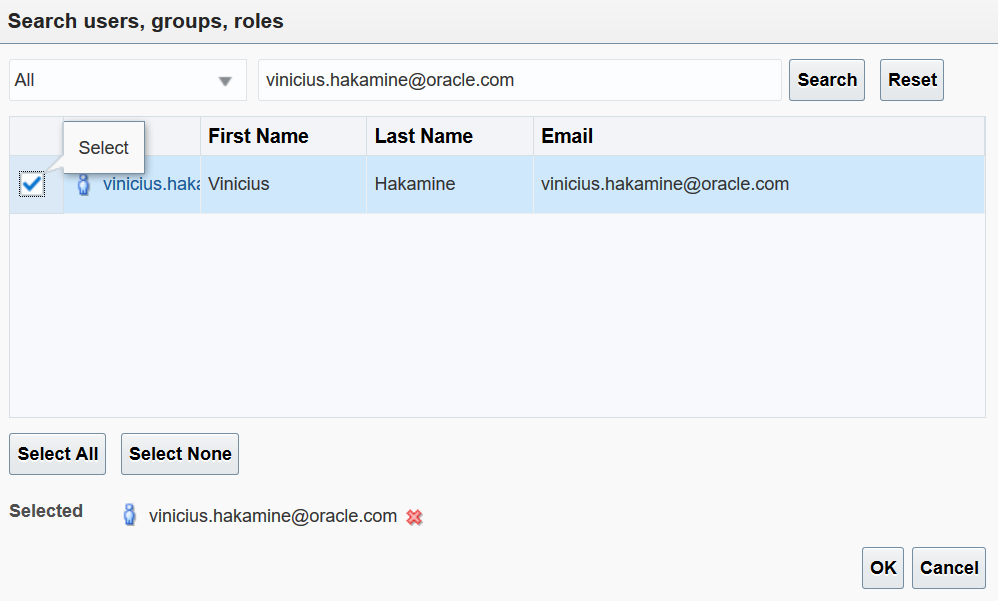 Search users, groups, roles
All vinicius.hakamine@oracle.com Search Reset
Select First Name Last Name Email
vinicius.haka Vinicius Hakamine vinicius.hakamine@oracle.com
Select All Select None
Selected vinicius.hakamine@oracle.com
OK Cancel